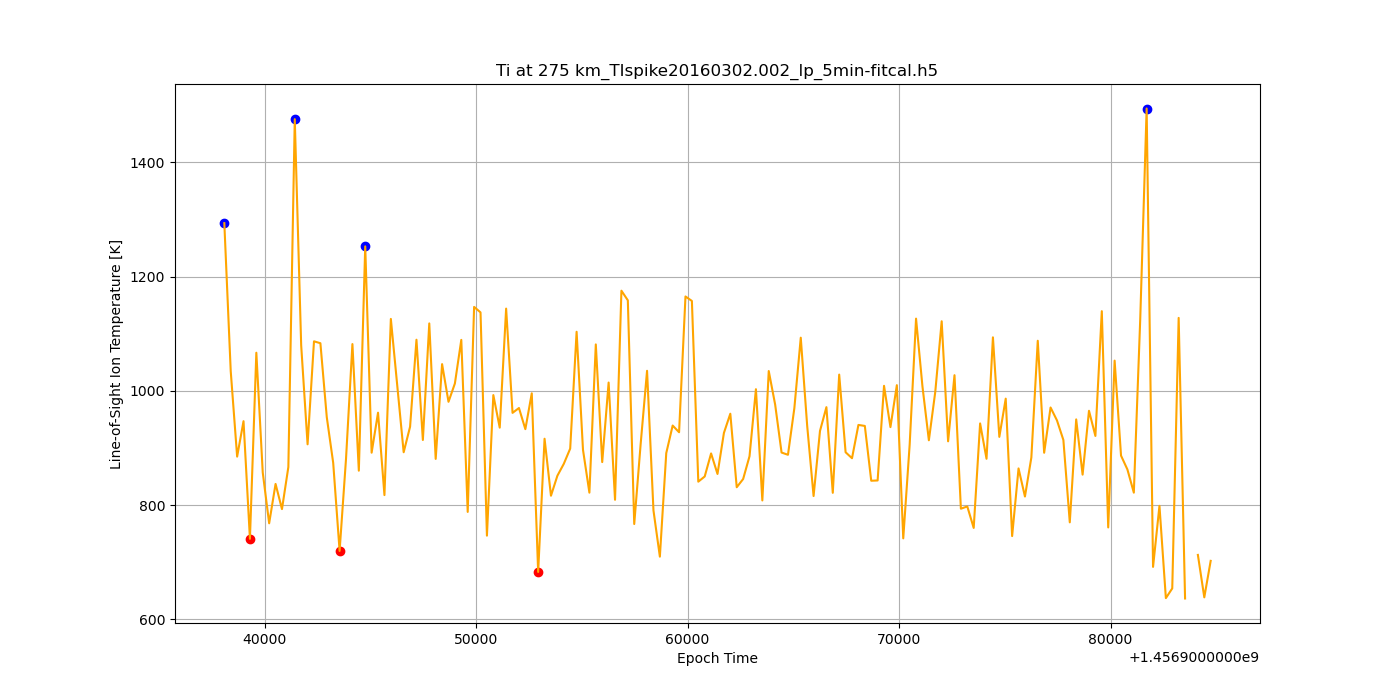 Ti at 275 km_TIspike20160302.002_lp_5min-fitcal.h5
Line-of-Sight Ion Temperature [K]
1400
1200
1000
800
600
40000 50000 60000 70000 80000
Epoch Time
+1.4569000000e9